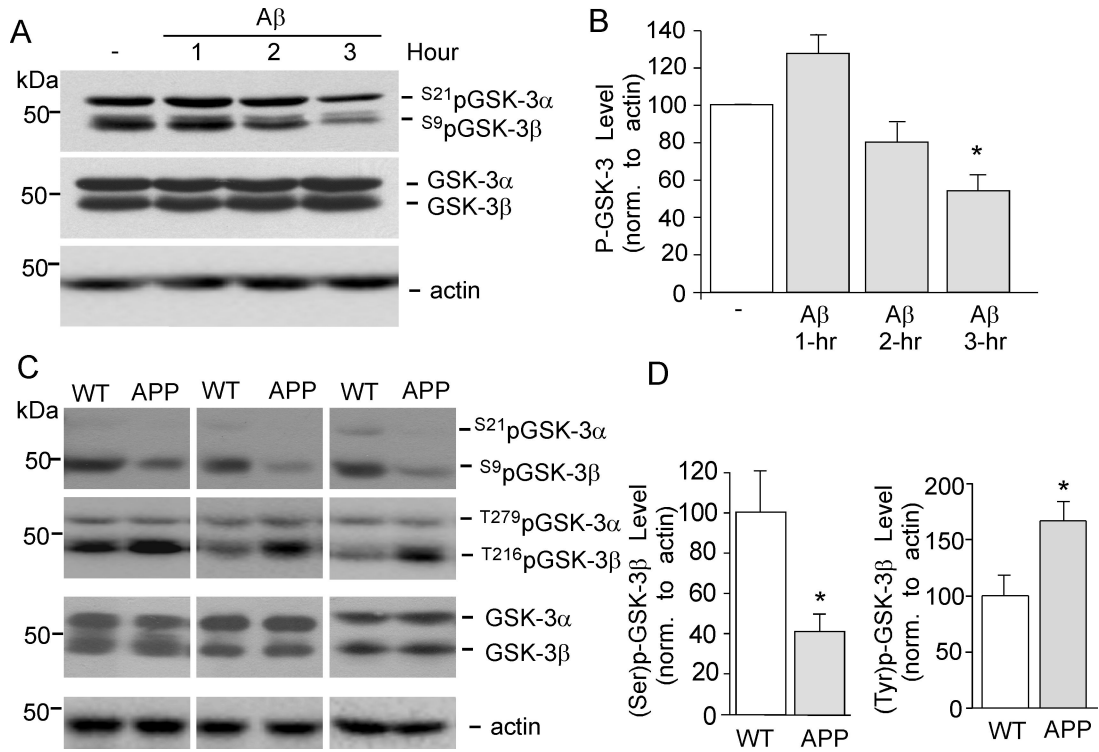 A
Aβ
- 1 2 3 Hour
kDa
50
S21pGSK-3α
S9pGSK-3β
50
GSK-3α
GSK-3β
50
actin
B
P-GSK-3 Level
(norm. to actin)
140
120
100
80
60
40
20
0
*
- Aβ Aβ Aβ
1-hr 2-hr 3-hr
C
WT APP WT APP WT APP
kDa
50
S21pGSK-3α
S9pGSK-3β
50
T279pGSK-3α
T216pGSK-3β
50
GSK-3α
GSK-3β
50
actin
D
(Ser)p-GSK-3β Level
(norm. to actin)
120
100
80
60
40
20
0
*
WT APP
(Tyr)p-GSK-3β Level
(norm. to actin)
200
150
100
50
0
*
WT APP